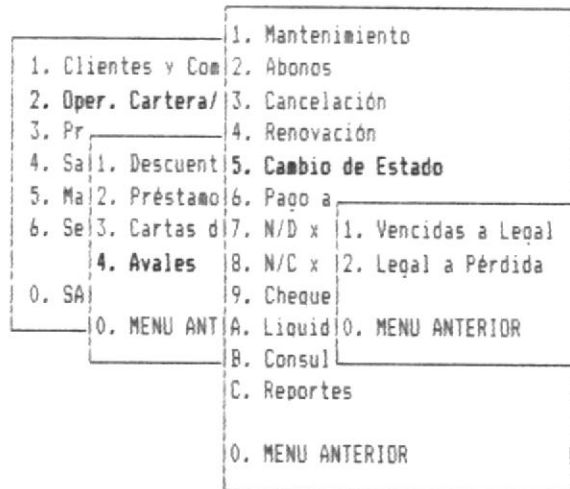 1. Clientes y Com
2. Oper. Cartera/
3. Pr
4. Sa
5. Ma
6. Se
0. SA
1. Descuent
2. Préstamo
3. Cartas d
4. Avales
0. MENU ANT
1. Mantenimiento
2. Abonos
3. Cancelación
4. Renovación
5. Cambio de Estado
6. Pago a
7. N/D x
8. N/C x
9. Cheque
A. Liquid
B. Consul
C. Reportes
0. MENU ANTERIOR
1. Vencidas a Legal
2. Legal a Pérdida
0. MENU ANTERIOR